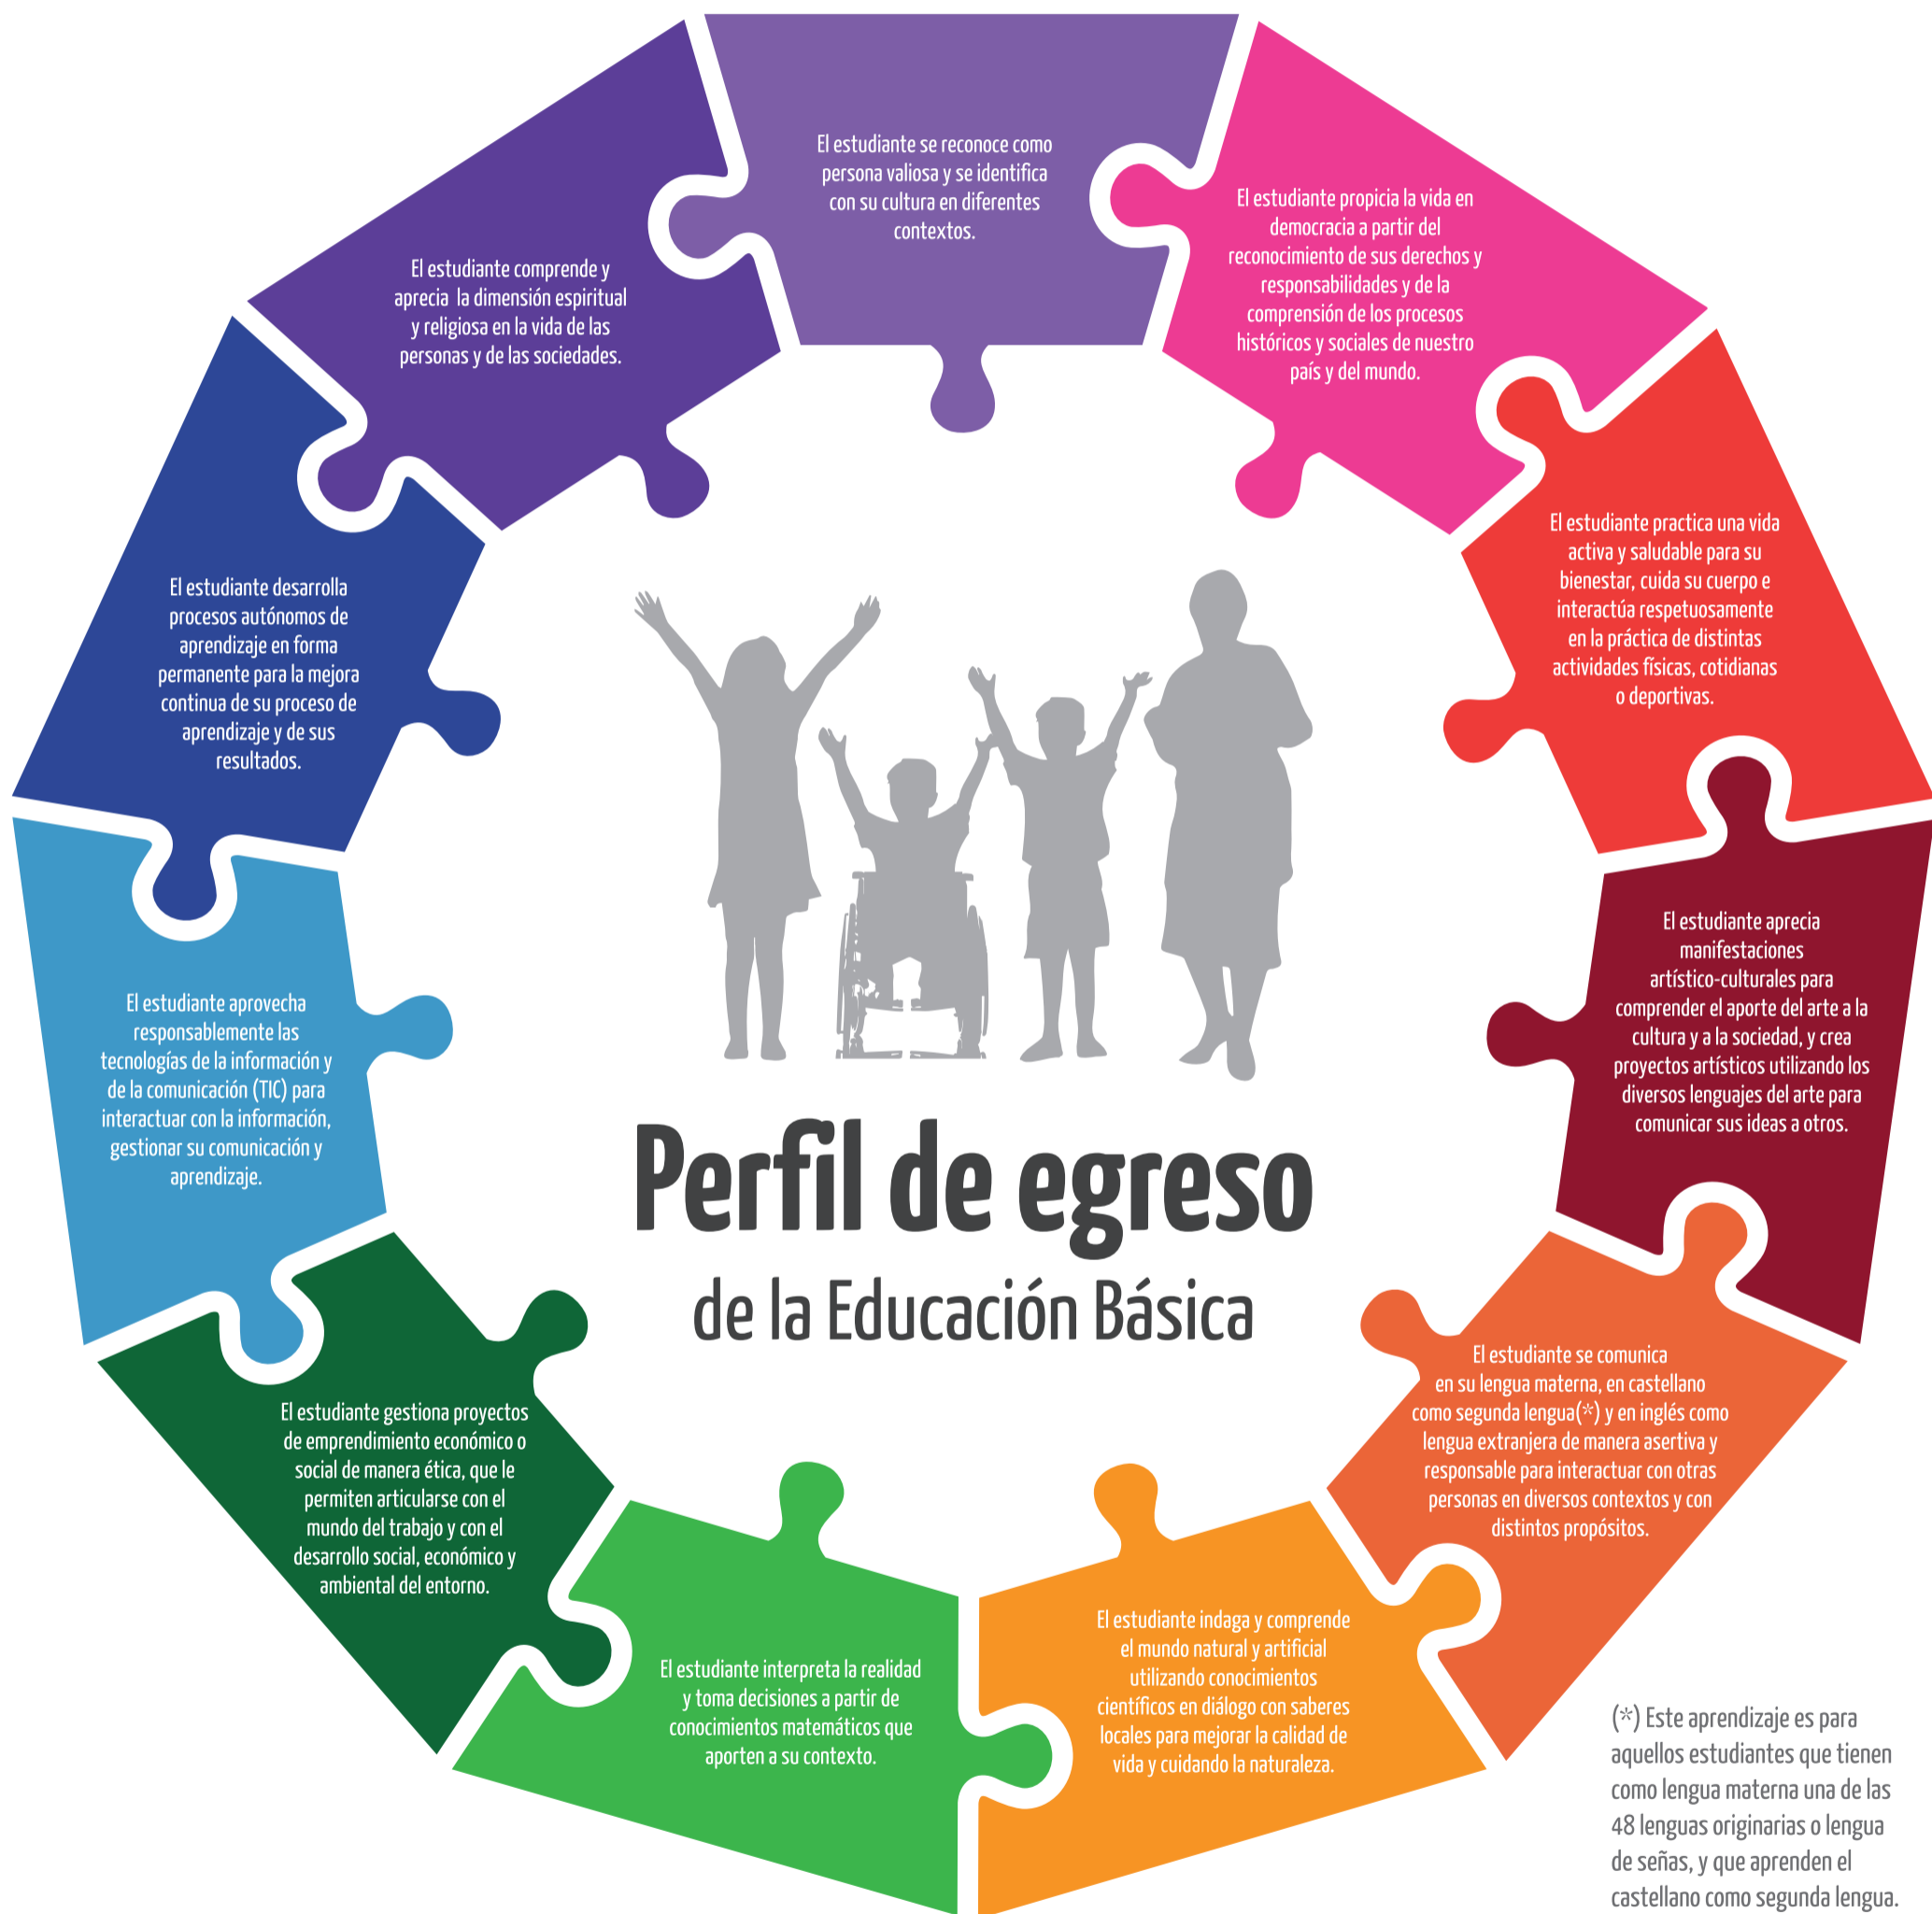 El estudiante se reconoce como
persona valiosa y se identifica
con su cultura en diferentes
contextos.
El estudiante propicia la vida en
democracia a partir del
reconocimiento de sus derechos y
responsabilidades y de la
comprensión de los procesos
históricos y sociales de nuestro
país y del mundo.
El estudiante practica una vida
activa y saludable para su
bienestar, cuida su cuerpo e
interactúa respetuosamente
en la práctica de distintas
actividades físicas, cotidianas
o deportivas.
El estudiante aprecia
manifestaciones
artístico-culturales para
comprender el aporte del arte a la
cultura y a la sociedad, y crea
proyectos artísticos utilizando los
diversos lenguajes del arte para
comunicar sus ideas a otros.
El estudiante se comunica
en su lengua materna, en castellano
como segunda lengua(*) y en inglés como
lengua extranjera de manera asertiva y
responsable para interactuar con otras
personas en diversos contextos y con
distintos propósitos.
El estudiante indaga y comprende
el mundo natural y artificial
utilizando conocimientos
científicos en diálogo con saberes
locales para mejorar la calidad de
vida y cuidando la naturaleza.
El estudiante interpreta la realidad
y toma decisiones a partir de
conocimientos matemáticos que
aporten a su contexto.
El estudiante gestiona proyectos
de emprendimiento económico o
social de manera ética, que le
permiten articularse con el
mundo del trabajo y con el
desarrollo social, económico y
ambiental del entorno.
El estudiante aprovecha
responsablemente las
tecnologías de la información y
de la comunicación (TIC) para
interactuar con la información,
gestionar su comunicación y
aprendizaje.
El estudiante desarrolla
procesos autónomos de
aprendizaje en forma
permanente para la mejora
continua de su proceso de
aprendizaje y de sus
resultados.
El estudiante comprende y
aprecia la dimensión espiritual
y religiosa en la vida de las
personas y de las sociedades.
Perfil de egreso
de la Educación Básica
(*) Este aprendizaje es para
aquellos estudiantes que tienen
como lengua materna una de las
48 lenguas originarias o lengua
de señas, y que aprenden el
castellano como segunda lengua.